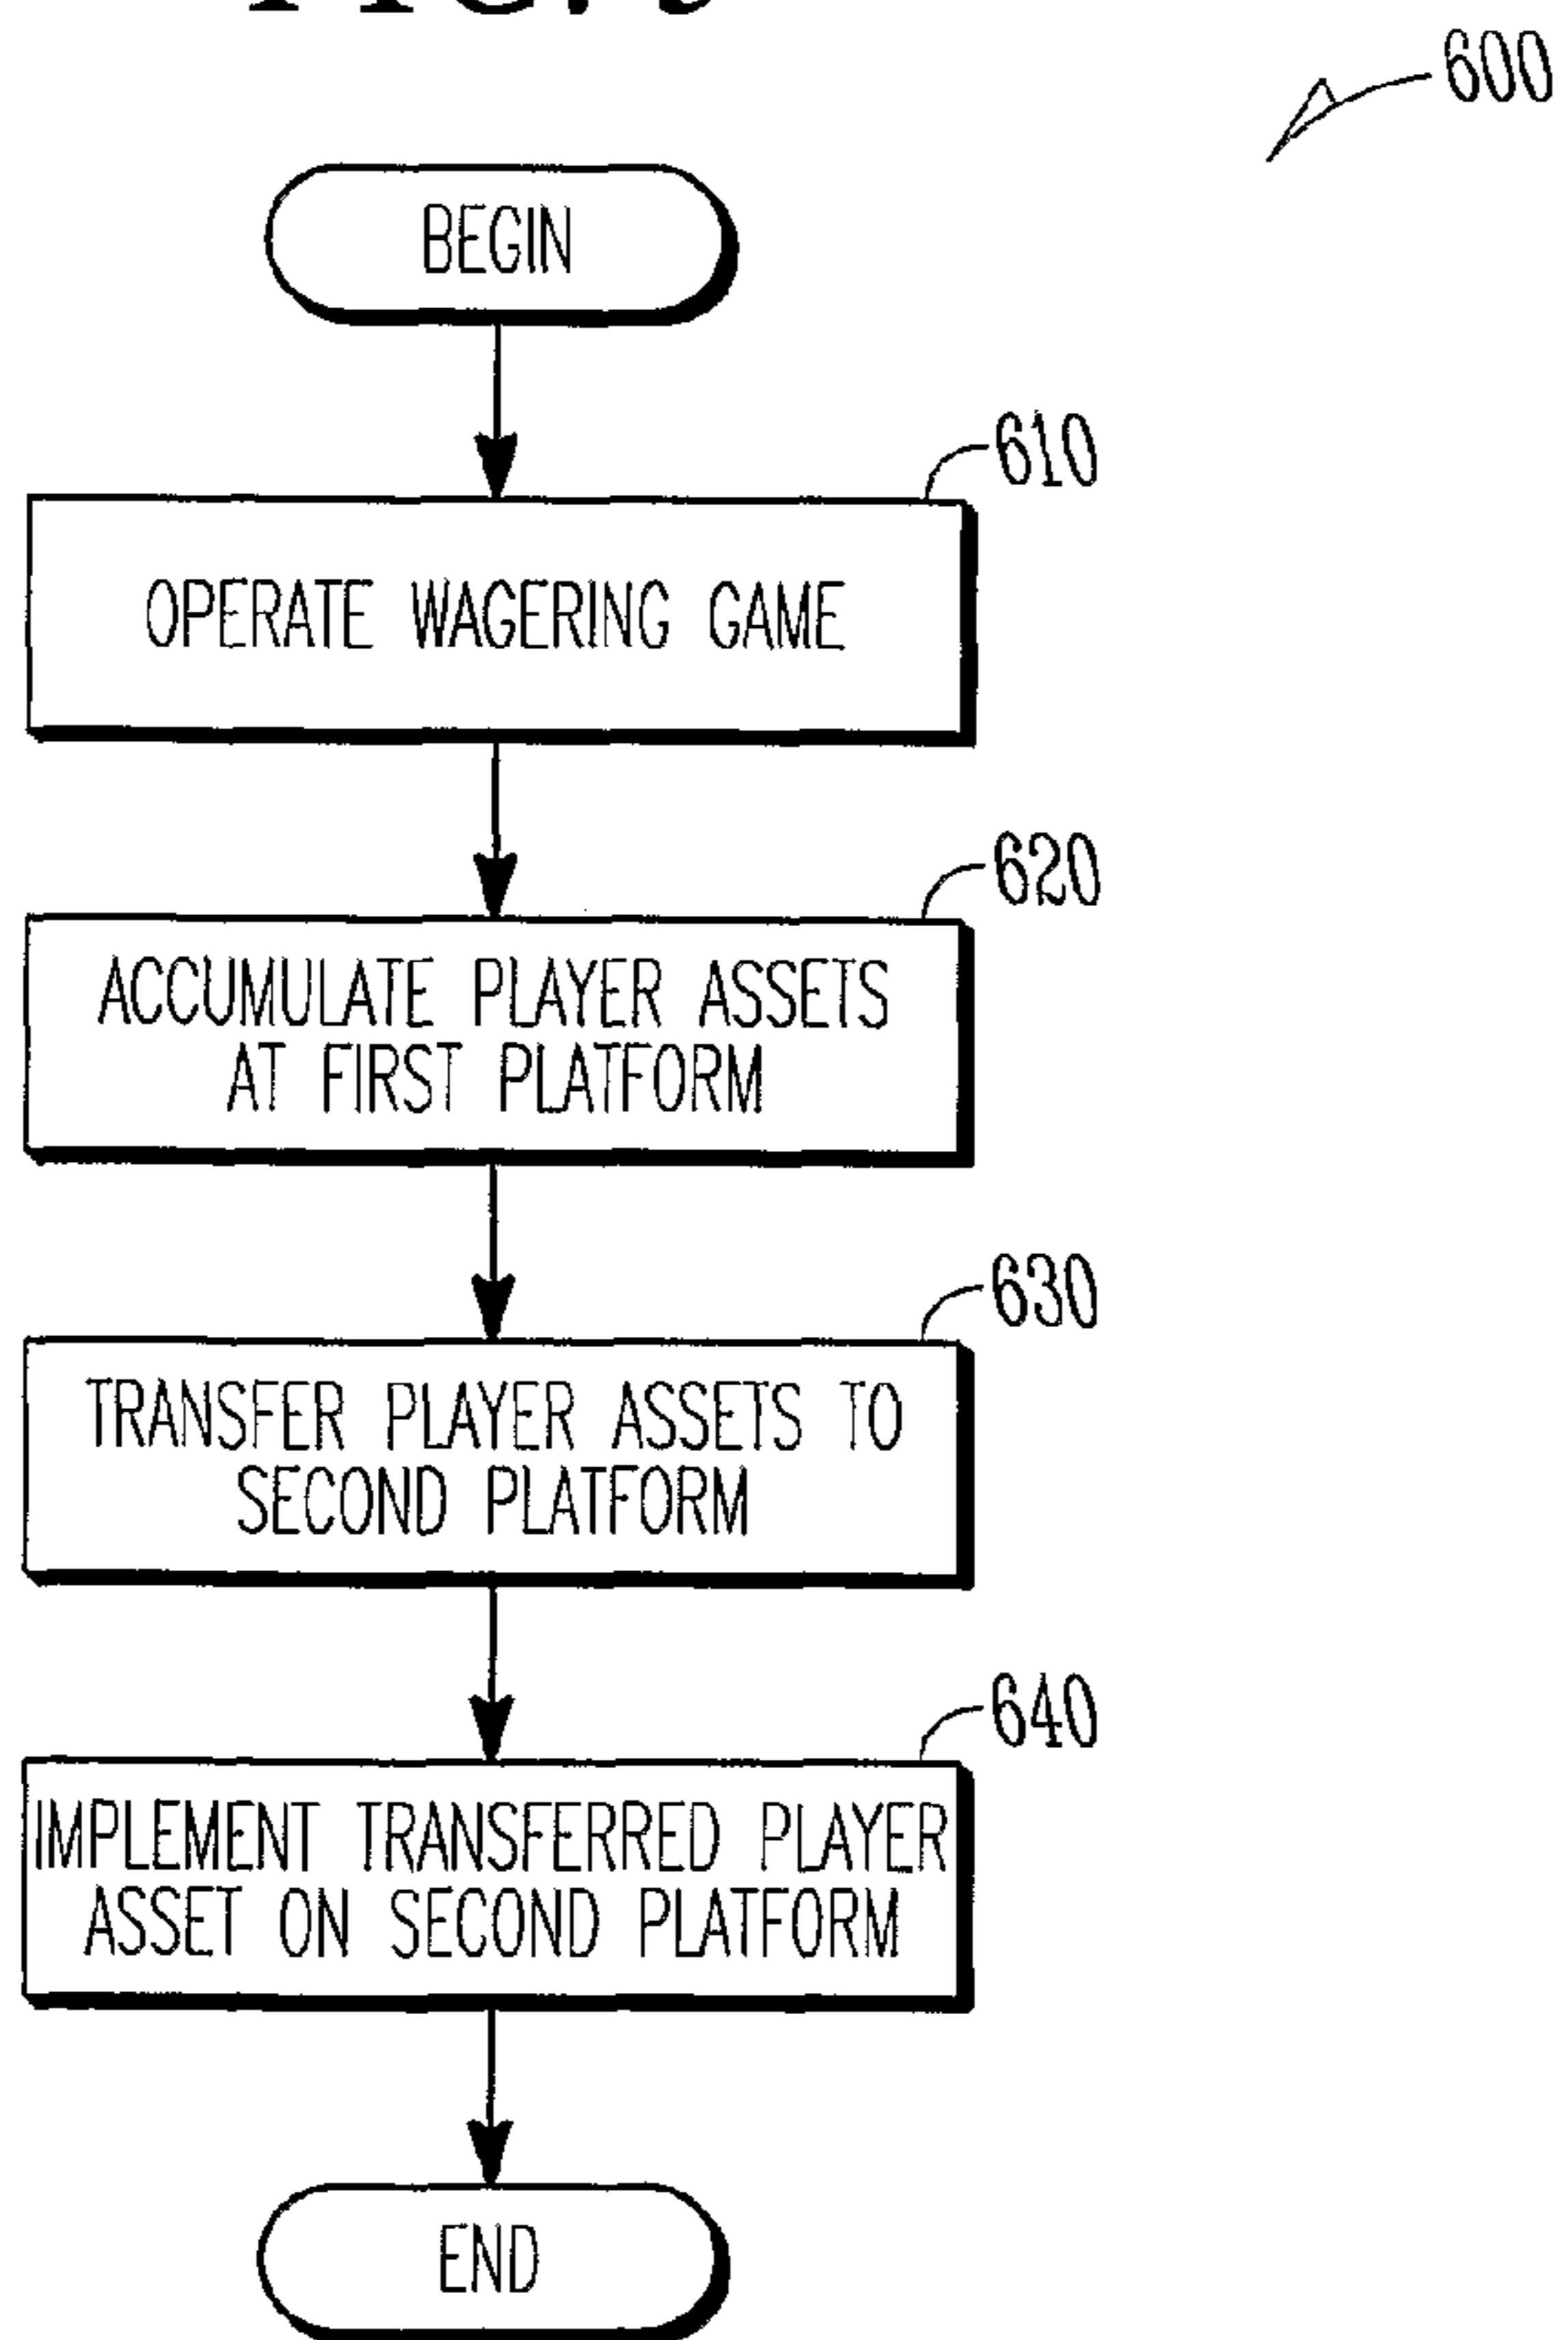 600
BEGIN
610
OPERATE WAGERING GAME
620
ACCUMULATE PLAYER ASSETS
AT FIRST PLATFORM
630
TRANSFER PLAYER ASSETS TO
SECOND PLATFORM
640
IMPLEMENT TRANSFERRED PLAYER
ASSET ON SECOND PLATFORM
END